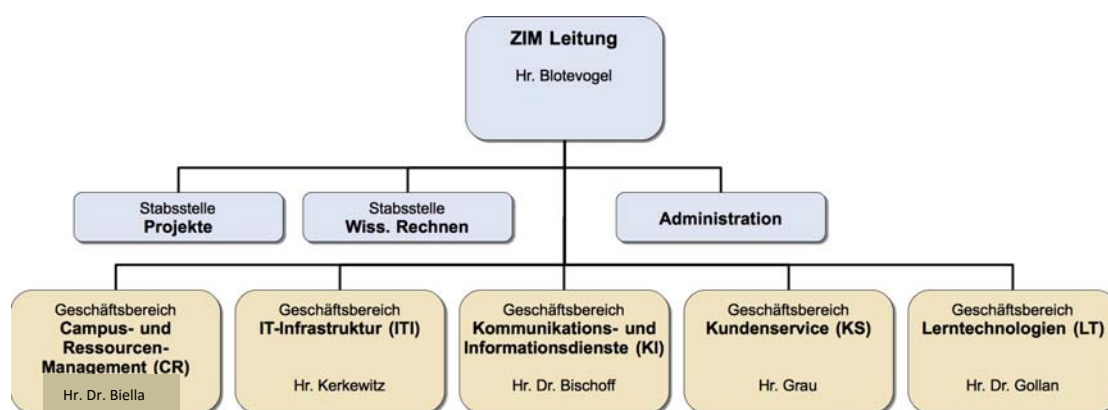 ZIM Leitung
Hr. Blotevogel
Stabsstelle
Projekte
Stabsstelle
Wiss. Rechnen
Administration
Geschäftsbereich
Campus- und
Ressourcen-
Management (CR)
Hr. Dr. Biella
Geschäftsbereich
IT-Infrastruktur (ITI)
Hr. Kerkewitz
Geschäftsbereich
Kommunikations- und
Informationsdienste (KI)
Hr. Dr. Bischoff
Geschäftsbereich
Kundenservice (KS)
Hr. Grau
Geschäftsbereich
Lerntechnologien (LT)
Hr. Dr. Gollan